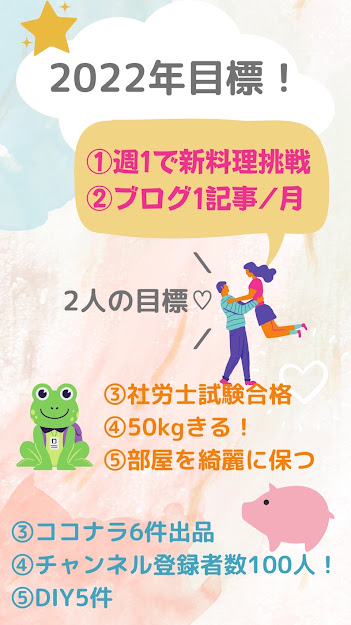 2022年目標！
①週1で新料理挑戦
②ブログ1記事/月
2人の目標♡
③社労士試験合格
④50kgきる！
⑤部屋を綺麗に保つ
③ココナラ6件出品
④チャンネル登録者数100人！
⑤DIY5件